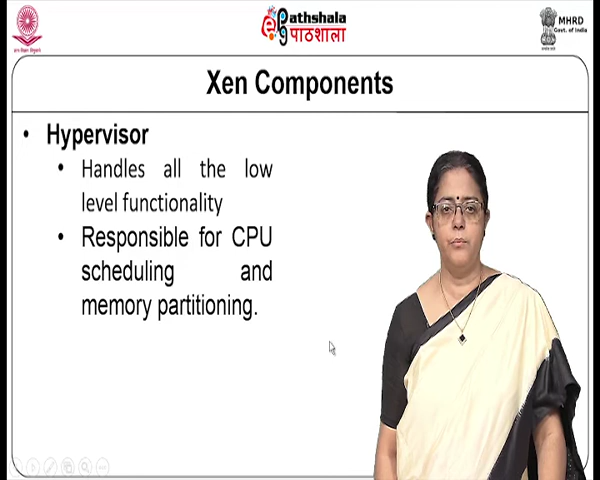 Pathshala
पाठशाला
MHRD
Govt. of India
Xen Components
• Hypervisor
• Handles all the low
level functionality
• Responsible for CPU
scheduling and
memory partitioning.